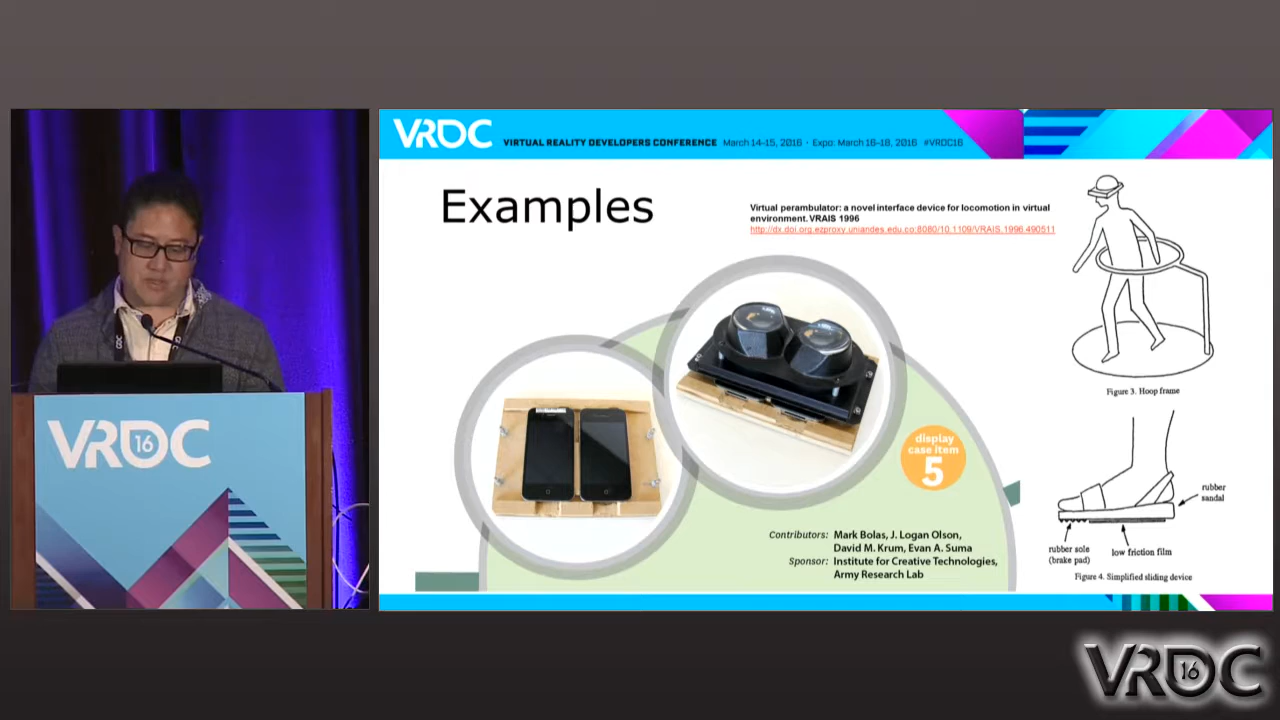 VRDC
16
VRDC VIRTUAL REALITY DEVELOPERS CONFERENCE March 14-15, 2016 · Expo: March 16-18, 2016 #VRDC16
Examples
Virtual perambulator: a novel interface device for locomotion in virtual
environment. VRAIS 1996
http://dx.doi.org.ezproxy.uniandes.edu.co:8080/10.1109/VRAIS.1996.490511
Figure 3. Hoop frame
display
case item
5
rubber
sandal
rubber sole
(brake pad)
low friction film
Figure 4. Simplified sliding device
Contributors: Mark Bolas, J. Logan Olson,
David M. Krum, Evan A. Suma
Sponsor: Institute for Creative Technologies,
Army Research Lab
VRDC
16